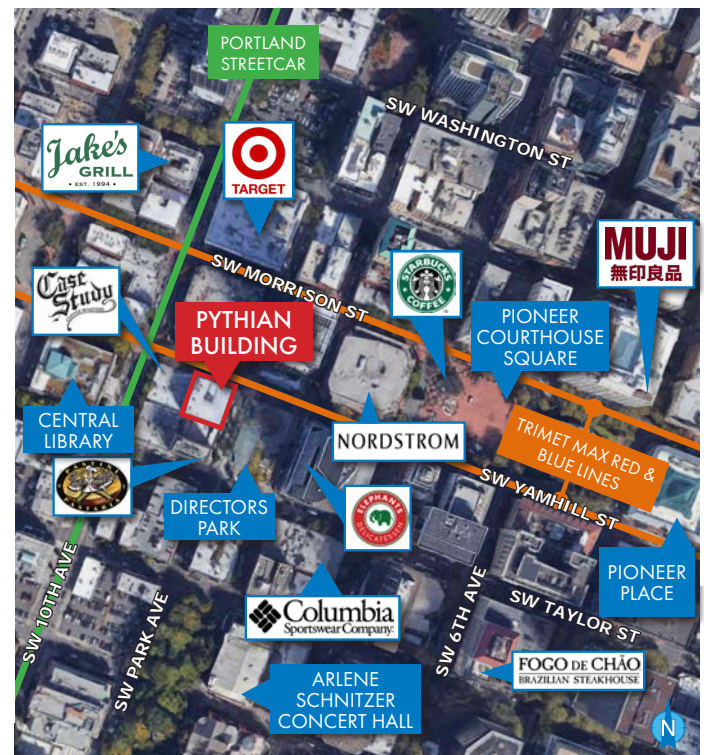 PORTLAND
STREETCAR
SW WASHINGTON ST
Jake's
GRILL
• EST. 1994 •
TARGET
MUJI
無印良品
STARBUCKS
COFFEE
SW MORRISON ST
Case
Study
PYTHIAN
BUILDING
PIONEER
COURTHOUSE
SQUARE
CENTRAL
LIBRARY
NORDSTROM
TRIMET MAX RED &
BLUE LINES
SW YAMHILL ST
DIRECTORS
PARK
ELEPHANTS
DELICATESSEN
PIONEER
PLACE
SW 10TH AVE
SW PARK AVE
Columbia
Sportswear Company
SW 6TH AVE
SW TAYLOR ST
FOGO DE CHÃO
BRAZILIAN STEAKHOUSE
ARLENE
SCHNITZER
CONCERT HALL
N